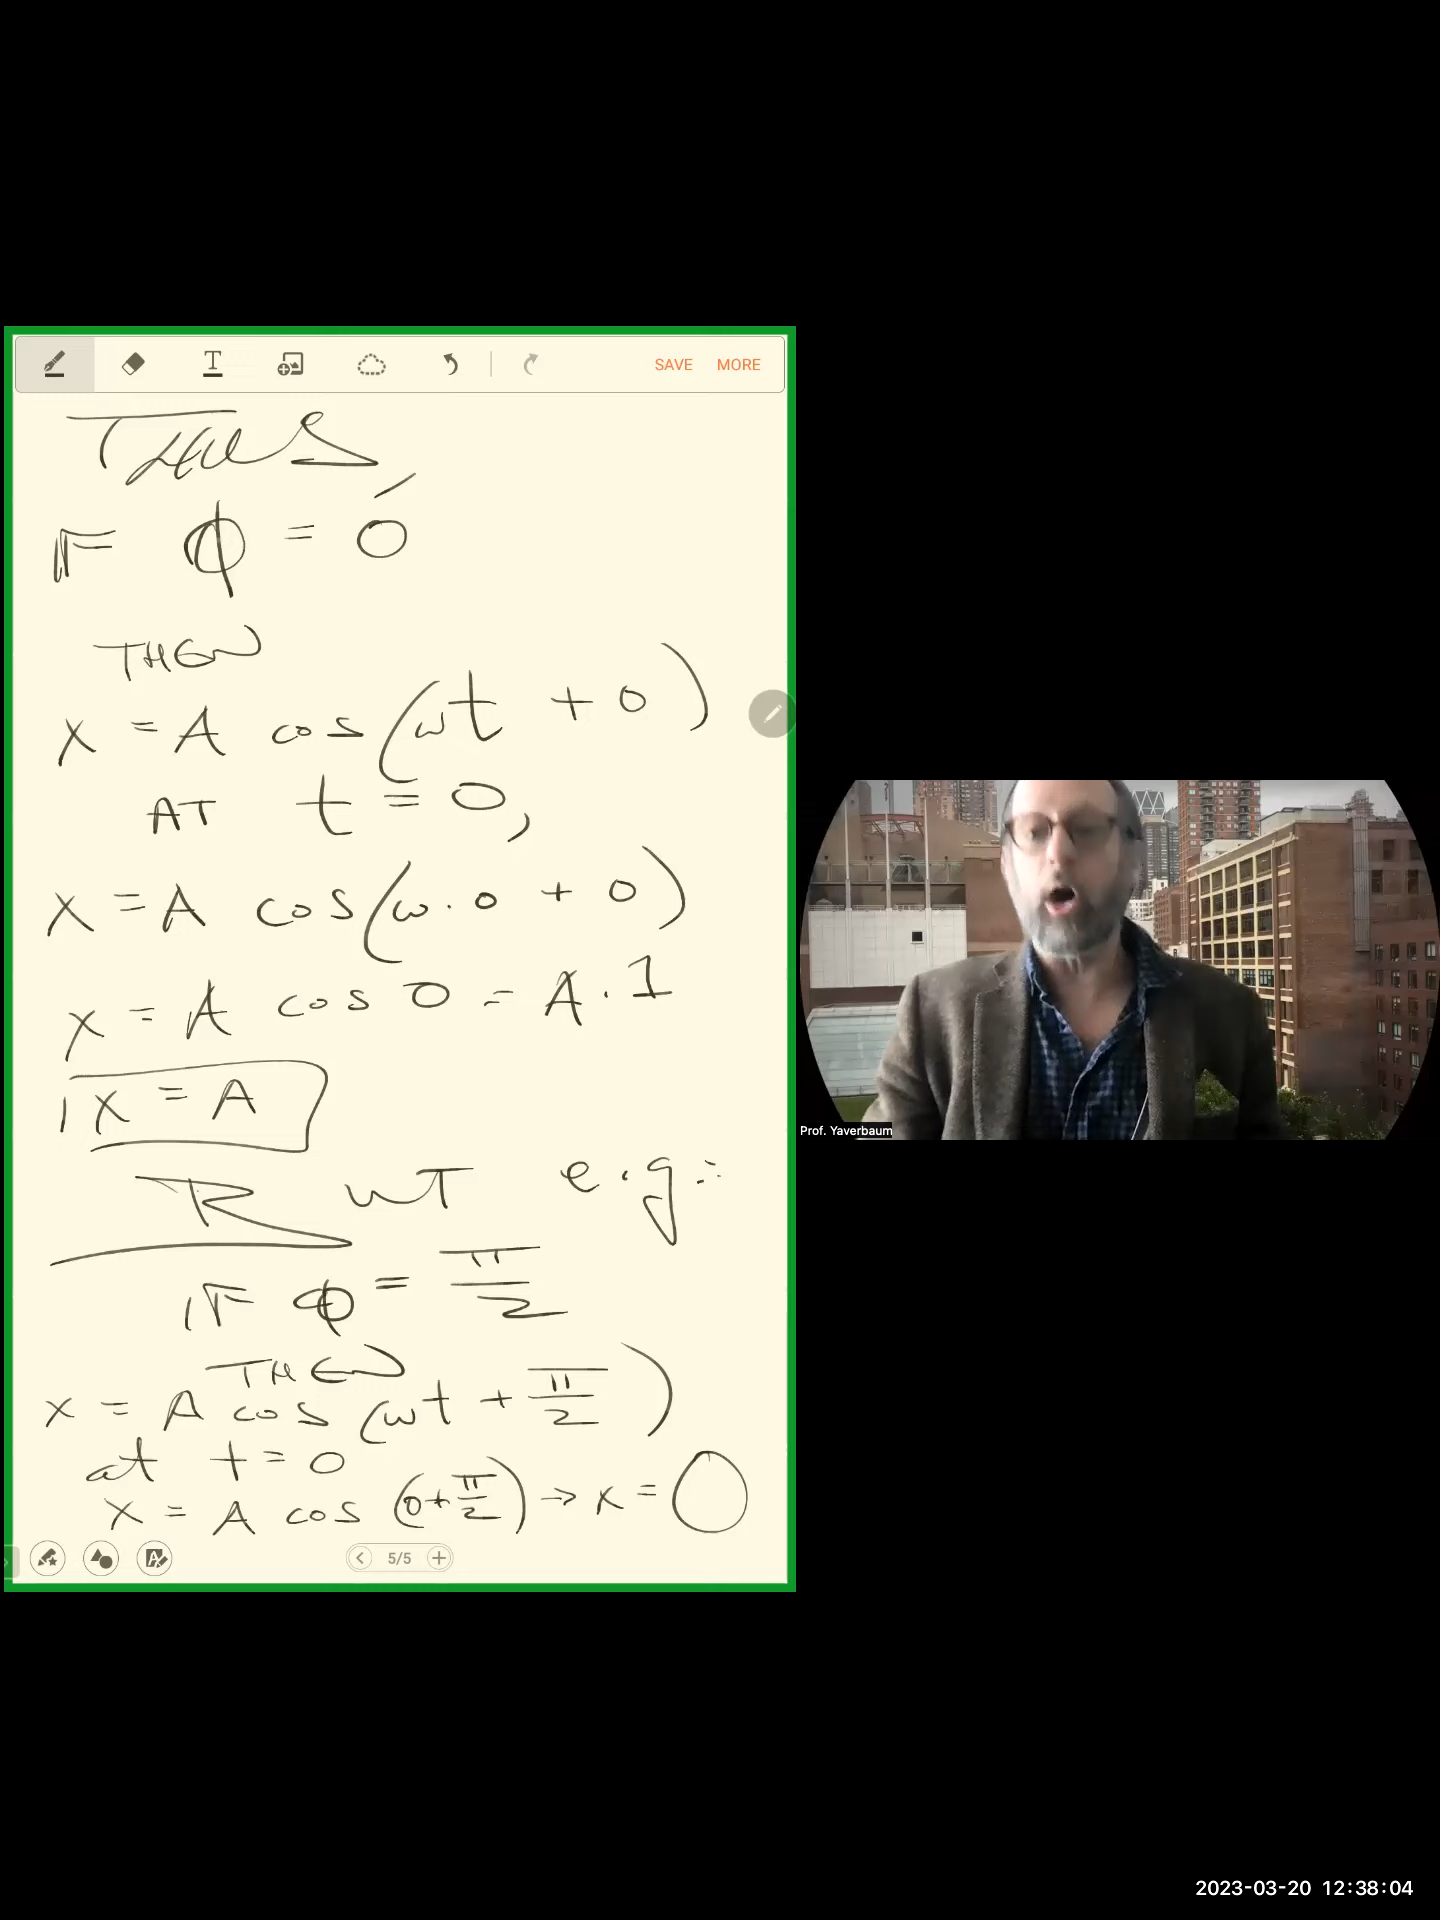 T
SAVE MORE
THUS,
IF ϕ = 0
THEN
x = A cos(ωt + 0)
AT t = 0,
x = A cos(ω·0 + 0)
x = A cos 0 = A·1
x = A
e.g.:
IF ϕ = π/2
THEN
x = A cos(ωt + π/2)
at t = 0
x = A cos (0+π/2) → x = 0
5/5
Prof. Yaverbaum
2023-03-20 12:38:04